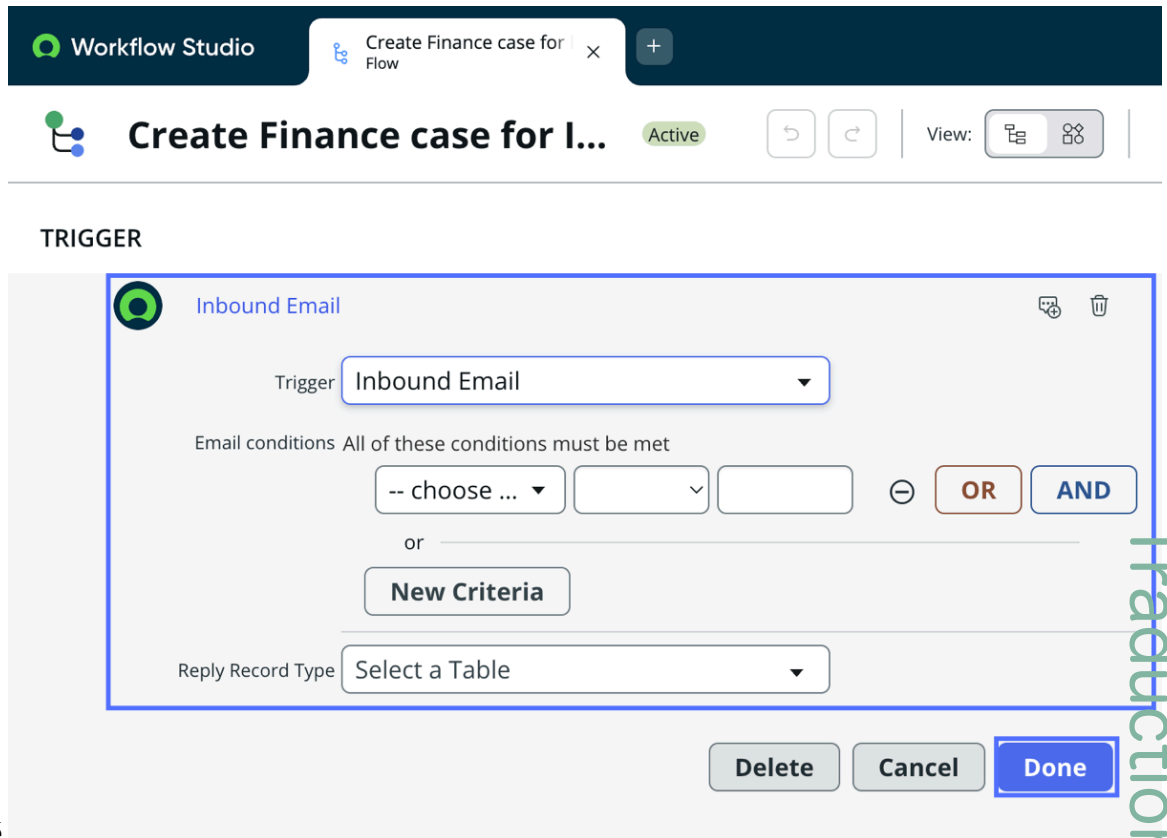 Workflow Studio
Create Finance case for
Flow
Create Finance case for I...
Active
View:
TRIGGER
Inbound Email
Trigger
Inbound Email
Email conditions
All of these conditions must be met
-- choose ...
OR
AND
or
New Criteria
Reply Record Type
Select a Table
Delete
Cancel
Done